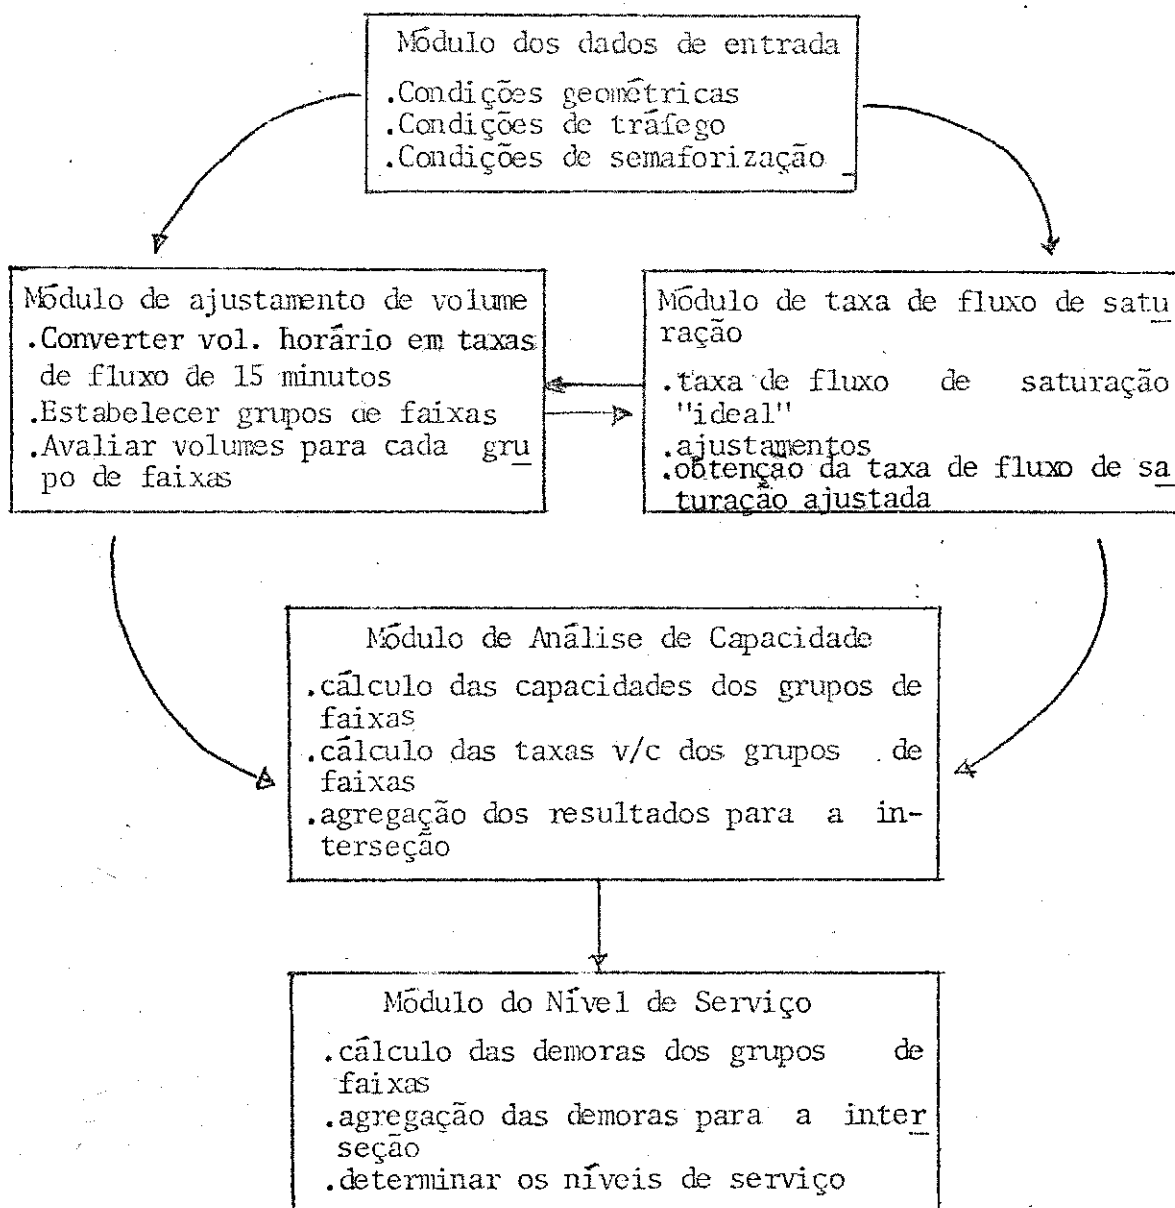 Módulo dos dados de entrada
.Condições geométricas
.Condições de tráfego
.Condições de semaforização
Módulo de ajustamento de volume
.Converter vol. horário em taxas
de fluxo de 15 minutos
.Estabelecer grupos de faixas
.Avaliar volumes para cada gru
po de faixas
Módulo de taxa de fluxo de satu
ração
.taxa de fluxo de saturação
"ideal"
.ajustamentos
.obtenção da taxa de fluxo de sa
turação ajustada
Módulo de Análise de Capacidade
.cálculo das capacidades dos grupos de
faixas
.cálculo das taxas v/c dos grupos de
faixas
.agregação dos resultados para a in-
terseção
Módulo do Nível de Serviço
.cálculo das demoras dos grupos de
faixas
.agregação das demoras para a inter
seção
.determinar os níveis de serviço